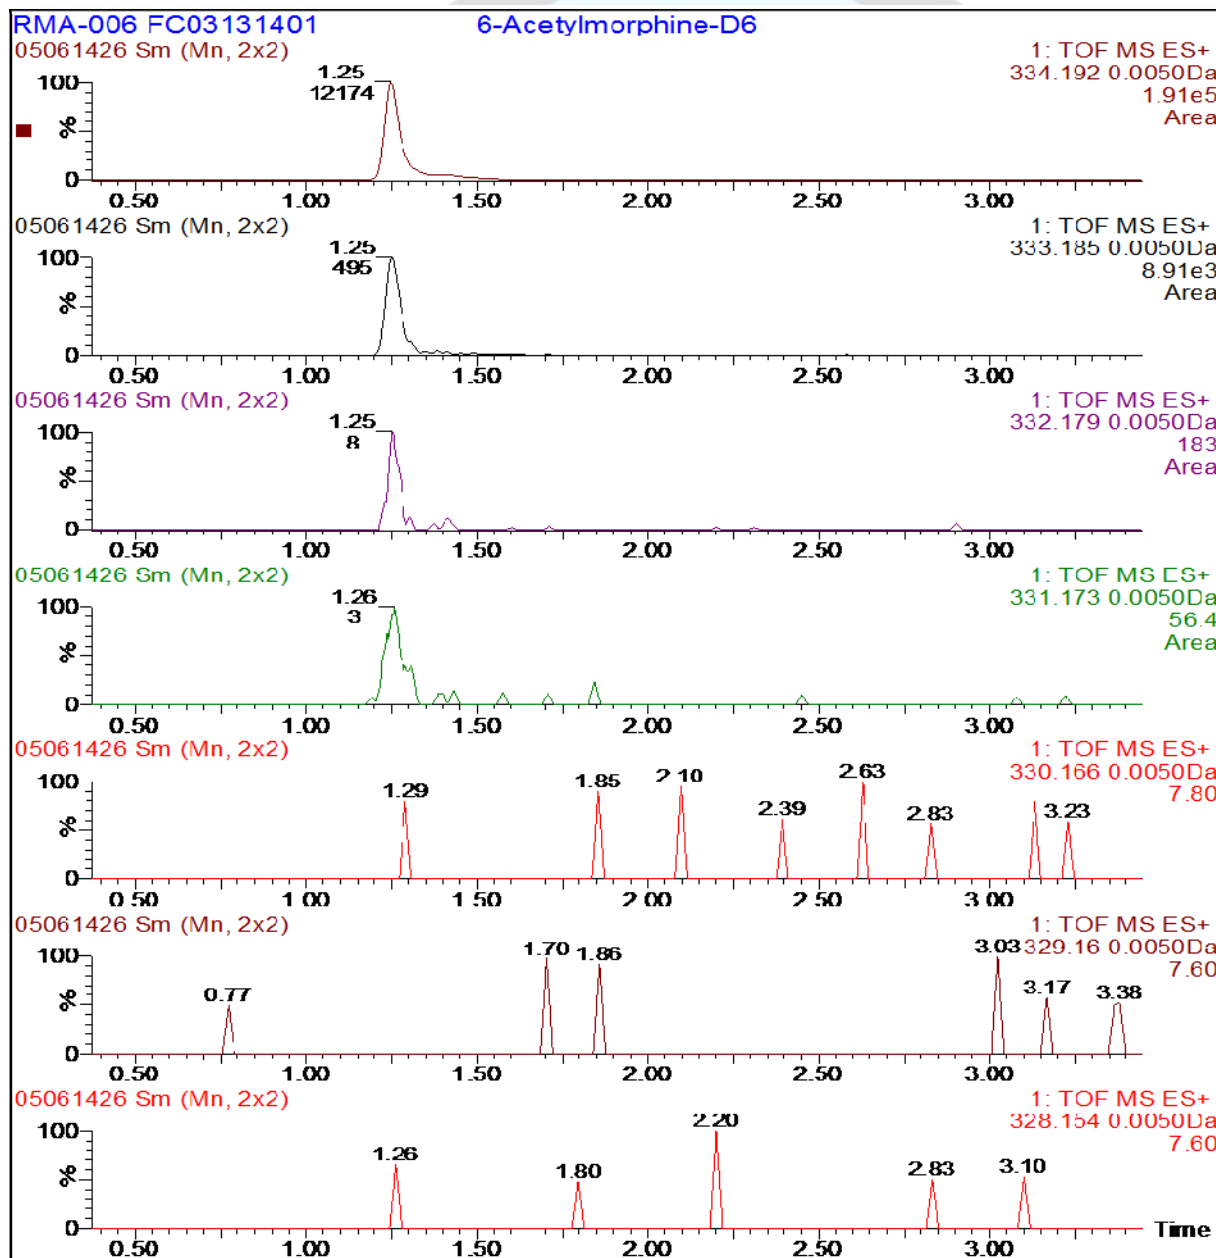 RMA-006 FC03131401 6-Acetylmorphine-D6
05061426 Sm (Mn, 2x2) 1: TOF MS ES+
334.192 0.0050Da
1.91e5
Area
1.25
12174
100
%
0
0.50 1.00 1.50 2.00 2.50 3.00
05061426 Sm (Mn, 2x2) 1: TOF MS ES+
333.185 0.0050Da
8.91e3
Area
1.25
495
100
%
0
0.50 1.00 1.50 2.00 2.50 3.00
05061426 Sm (Mn, 2x2) 1: TOF MS ES+
332.179 0.0050Da
183
Area
1.25
8
100
%
0
0.50 1.00 1.50 2.00 2.50 3.00
05061426 Sm (Mn, 2x2) 1: TOF MS ES+
331.173 0.0050Da
56.4
Area
1.26
3
100
%
0
0.50 1.00 1.50 2.00 2.50 3.00
05061426 Sm (Mn, 2x2) 1: TOF MS ES+
330.166 0.0050Da
7.80
100
1.29 1.85 2.10 2.39 2.63 2.83 3.23
%
0
0.50 1.00 1.50 2.00 2.50 3.00
05061426 Sm (Mn, 2x2) 1: TOF MS ES+
329.16 0.0050Da
7.60
100
0.77 1.70 1.86 3.03 3.17 3.38
%
0
0.50 1.00 1.50 2.00 2.50 3.00
05061426 Sm (Mn, 2x2) 1: TOF MS ES+
328.154 0.0050Da
7.60
100
1.26 1.80 2.20 2.83 3.10
%
0
Time
0.50 1.00 1.50 2.00 2.50 3.00